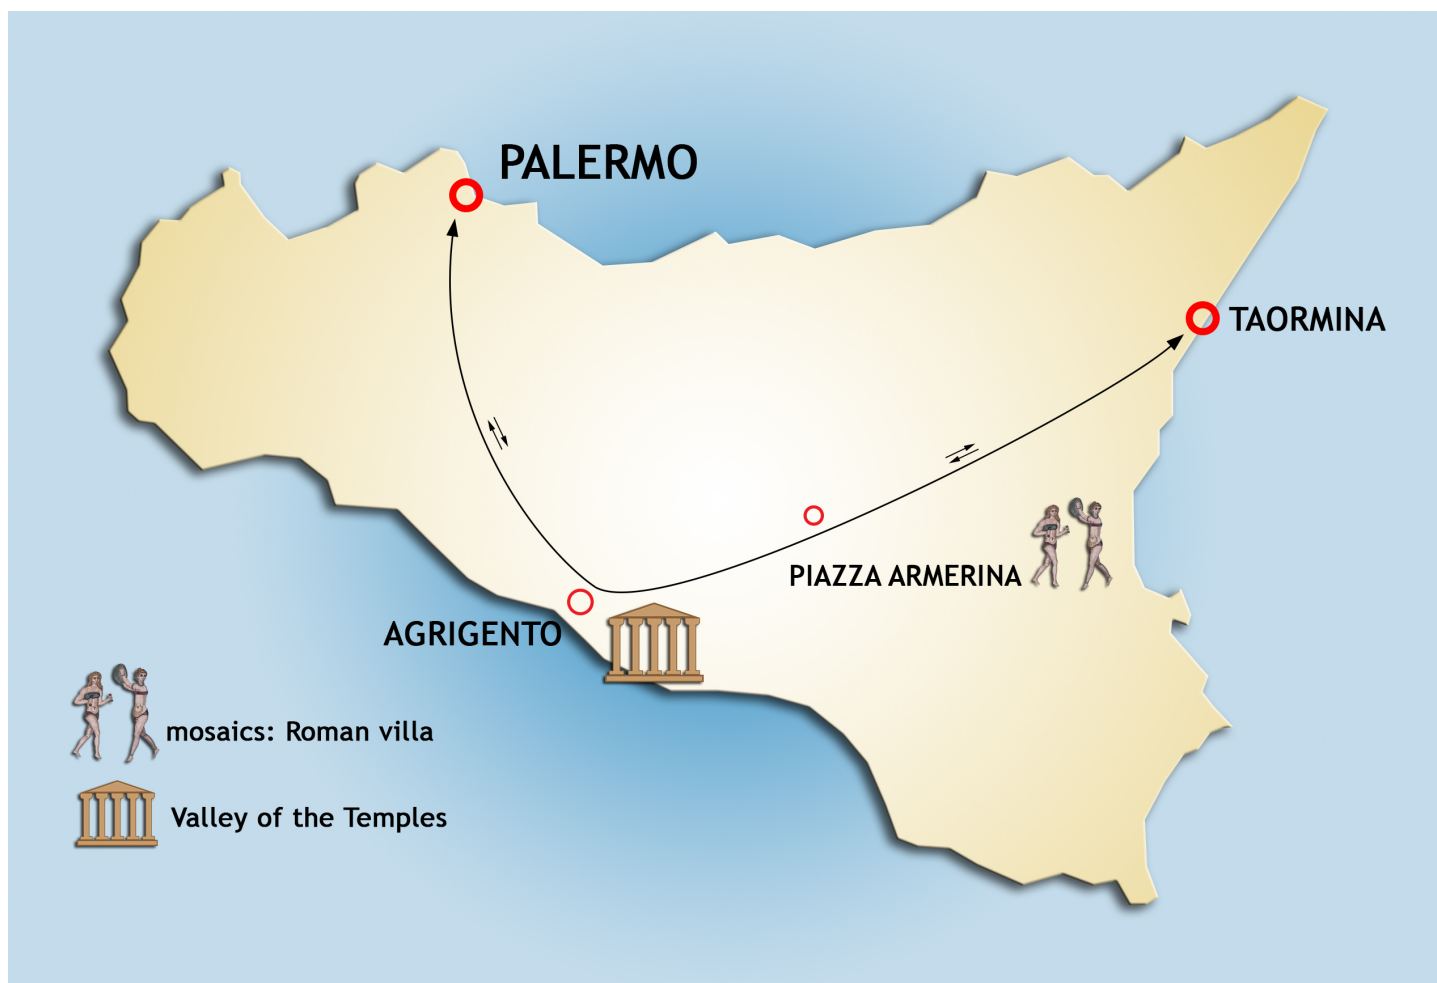 PALERMO
TAORMINA
PIAZZA ARMERINA
AGRIGENTO
mosaics: Roman villa
Valley of the Temples